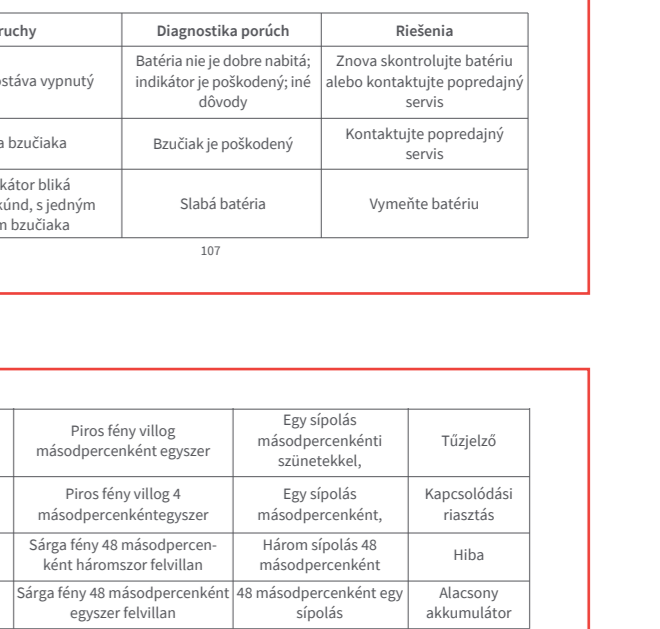 ruchy Diagnostika porúch Riešenia
Batéria nie je dobre nabitá; Znova skontrolujte batériu
ostáva vypnutý indikátor je poškodený; iné alebo kontaktujte popredajný
dôvody servis
a bzučiaka Bzučiak je poškodený Kontaktujte popredajný
servis
kátor bliká
kúnd, s jedným Slabá batéria Vymeňte batériu
m bzučiaka
107
Piros fény villog
másodpercenként egyszer
Egy sípolás
másodpercenkénti
szünetekkel,
Tűzjelző
Piros fény villog 4
másodpercenkéntegyszer
Egy sípolás
másodpercenként,
Kapcsolódási
riasztás
Sárga fény 48 másodpercen-
ként háromszor felvillan
Három sípolás 48
másodpercenként
Hiba
Sárga fény 48 másodpercenként
egyszer felvillan
48 másodpercenként egy
sípolás
Alacsony
akkumulátor